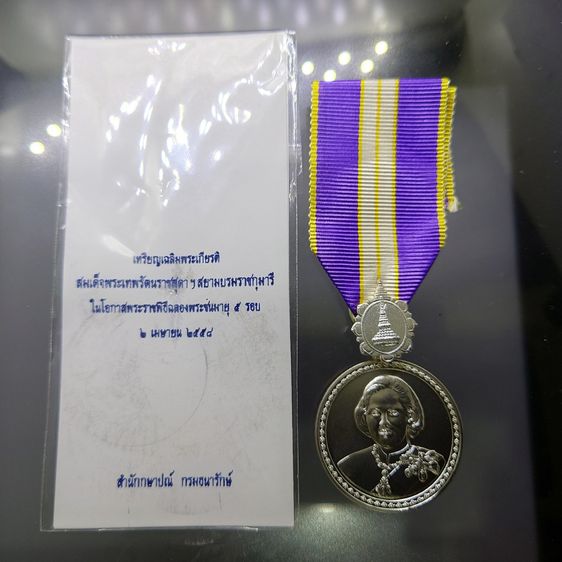 เหรียญเฉลิมพระเกียรติ
สมเด็จพระเทพรัตนราชสุดาฯ สยามบรมราชกุมารี
ในโอกาสพระราชพิธีฉลองพระชนมายุ ๕ รอบ
๒ เมษายน ๒๕๕๘
สำนักกษาปณ์ กรมธนารักษ์